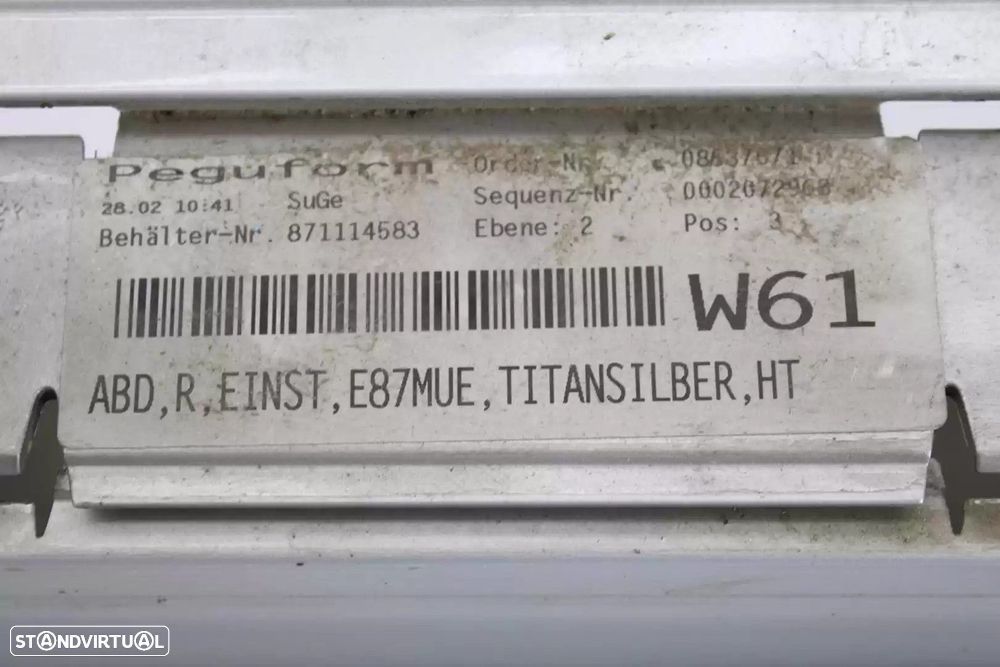 Peguform Order-Nr.
28.02 10:41 SuGe Sequenz-Nr.
Behälter-Nr. 871114583 Ebene: 2 Pos: 3
W61
ABD,R,EINST,E87MUE,TITANSILBER,HT
STANDVIRTUAL